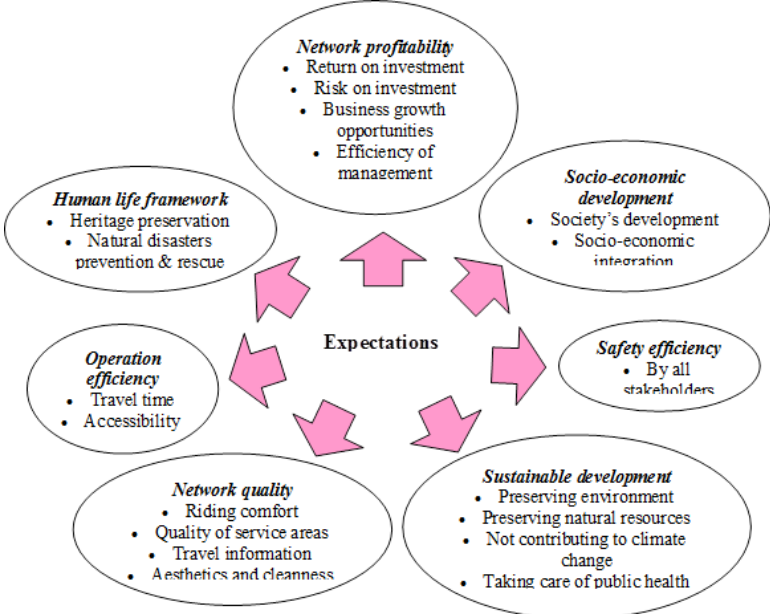 Network profitability
• Return on investment
• Risk on investment
• Business growth
opportunities
• Efficiency of
management
Socio-economic
development
• Society's development
• Socio-economic
integration
Human life framework
• Heritage preservation
• Natural disasters
prevention & rescue
Expectations
Safety efficiency
• By all
stakeholders
Operation
efficiency
• Travel time
• Accessibility
Network quality
• Riding comfort
• Quality of service areas
• Travel information
• Aesthetics and cleanness
Sustainable development
• Preserving environment
• Preserving natural resources
• Not contributing to climate
change
• Taking care of public health